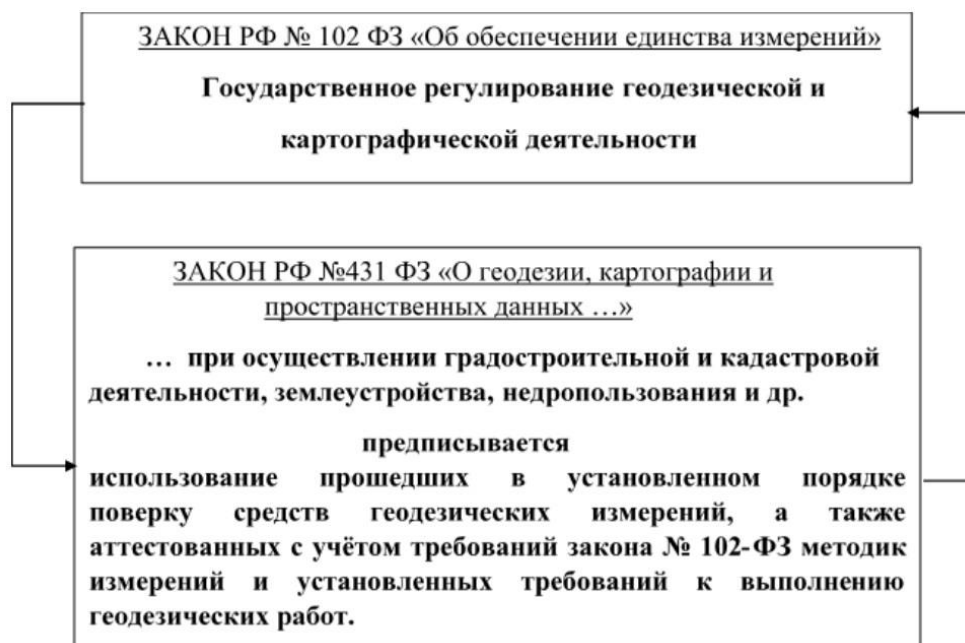 ЗАКОН РФ № 102 ФЗ «Об обеспечении единства измерений»
Государственное регулирование геодезической и
картографической деятельности
ЗАКОН РФ №431 ФЗ «О геодезии, картографии и
пространственных данных …»
… при осуществлении градостроительной и кадастровой
деятельности, землеустройства, недропользования и др.
предписывается
использование прошедших в установленном порядке
поверку средств геодезических измерений, а также
аттестованных с учётом требований закона № 102-ФЗ методик
измерений и установленных требований к выполнению
геодезических работ.